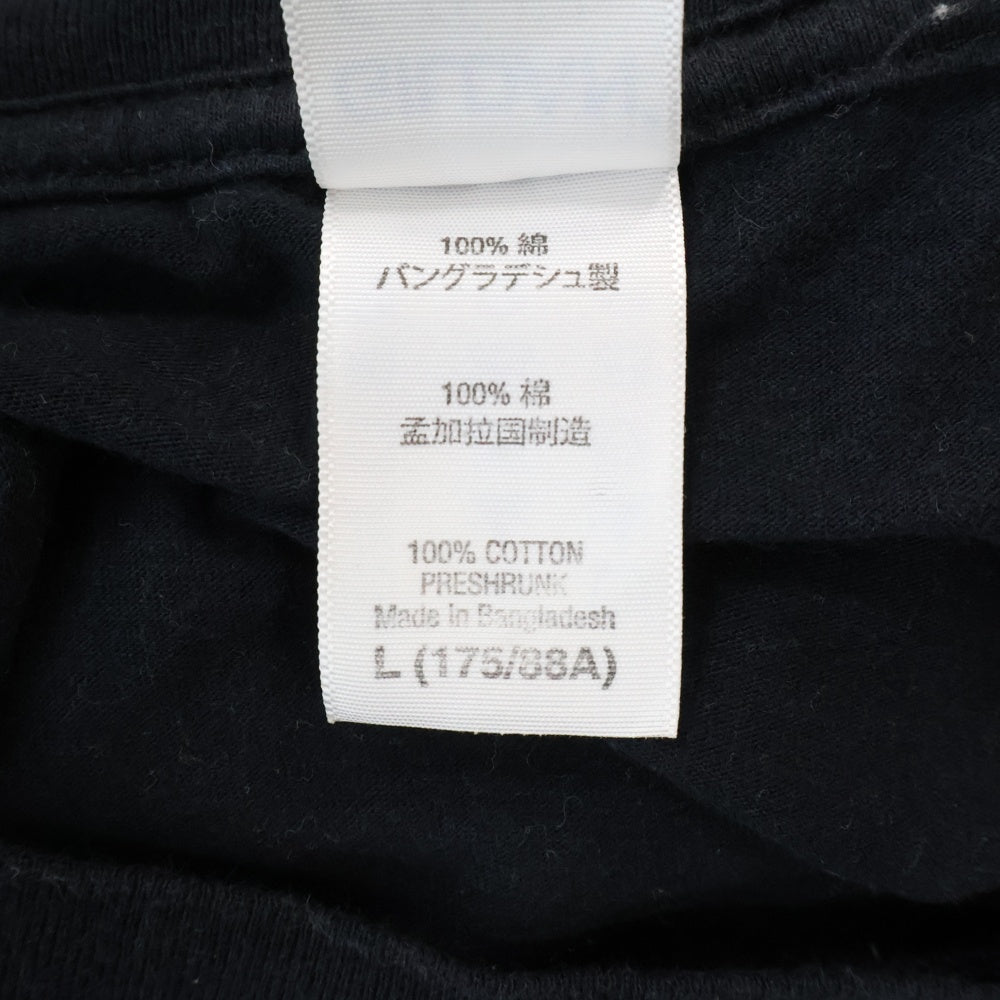 100% 綿
バングラデシュ製
100% 棉
孟加拉国制造
100% COTTON
PRESHRUNK
Made in Bangladesh
L (175/88A)